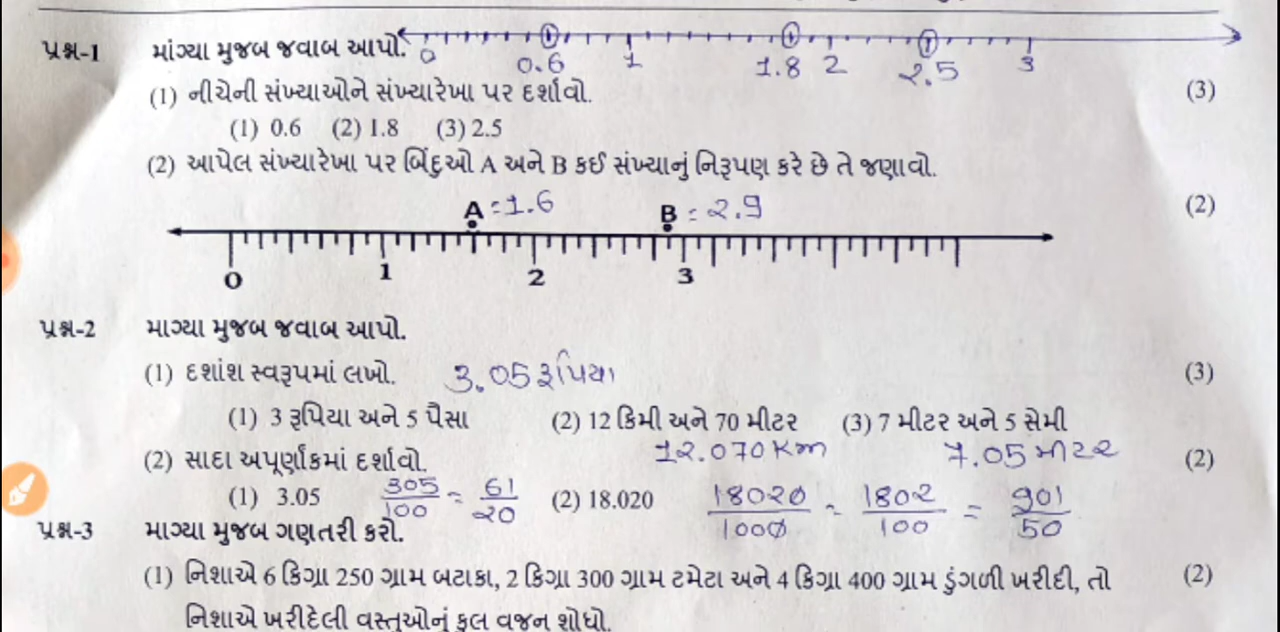 પ્રશ્ન-1 માંગ્યા મુજબ જવાબ આપો. 0 0.6 1 1.8 2 2.5 3
(1) નીચેની સંખ્યાઓને સંખ્યારેખા પર દર્શાવો. (3)
(1) 0.6 (2) 1.8 (3) 2.5
(2) આપેલ સંખ્યારેખા પર બિંદુઓ A અને B કઈ સંખ્યાનું નિરૂપણ કરે છે તે જણાવો.
A = 1.6 B = 2.9 (2)
0 1 2 3
પ્રશ્ન-2 માગ્યા મુજબ જવાબ આપો.
(1) દશાંશ સ્વરૂપમાં લખો. 3.05 રૂપિયા (3)
(1) 3 રૂપિયા અને 5 પૈસા (2) 12 કિમી અને 70 મીટર (3) 7 મીટર અને 5 સેમી
12.070 Km 7.05 મીટર
(2) સાદા અપૂર્ણાંકમાં દર્શાવો. (2)
(1) 3.05 305/100 = 61/20 (2) 18.020 18020/1000 = 1802/100 = 901/50
પ્રશ્ન-3 માગ્યા મુજબ ગણતરી કરો.
(1) નિશાએ 6 કિગ્રા 250 ગ્રામ બટાકા, 2 કિગ્રા 300 ગ્રામ ટમેટા અને 4 કિગ્રા 400 ગ્રામ ડુંગળી ખરીદી, તો (2)
નિશાએ ખરીદેલી વસ્તુઓનું કુલ વજન શોધો.